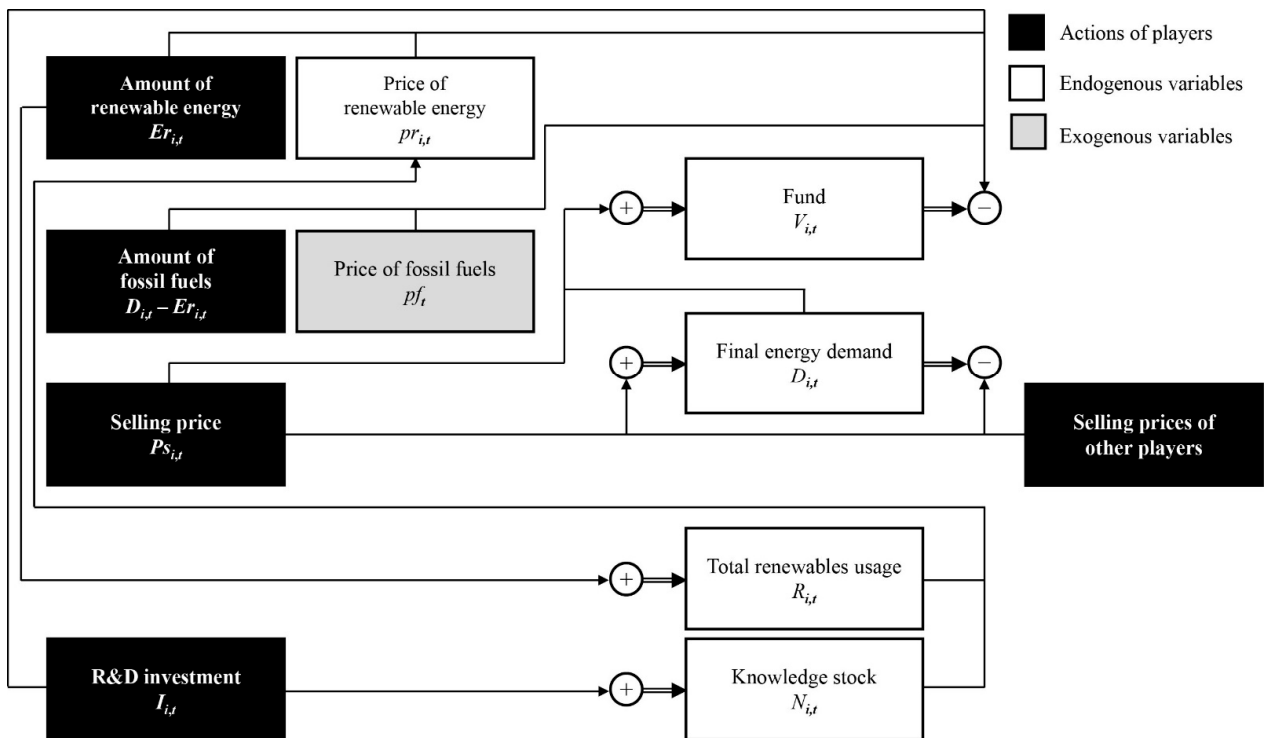 Actions of players
Endogenous variables
Exogenous variables
Amount of
renewable energy
Er_{i,t}
Price of
renewable energy
pr_{i,t}
Fund
V_{i,t}
+
−
Amount of
fossil fuels
D_{i,t} – Er_{i,t}
Price of fossil fuels
pf_t
Final energy demand
D_{i,t}
+
−
Selling price
Ps_{i,t}
Selling prices of
other players
Total renewables usage
R_{i,t}
+
R&D investment
I_{i,t}
+
Knowledge stock
N_{i,t}